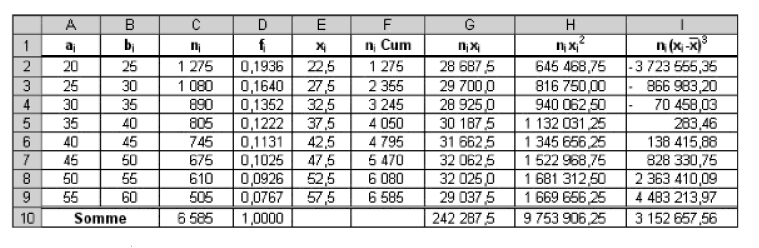 A B C D E F G H I
1 ai bi ni fi xi ni Cum nixi nixi² ni(xi-x̄)³
2 20 25 1 275 0,1936 22,5 1 275 28 687,5 645 468,75 -3 723 555,35
3 25 30 1 080 0,1640 27,5 2 355 29 700,0 816 750,00 - 866 983,20
4 30 35 890 0,1352 32,5 3 245 28 925,0 940 062,50 - 70 458,03
5 35 40 805 0,1222 37,5 4 050 30 187,5 1 132 031,25 283,46
6 40 45 745 0,1131 42,5 4 795 31 662,5 1 345 656,25 138 415,88
7 45 50 675 0,1025 47,5 5 470 32 062,5 1 522 968,75 828 330,75
8 50 55 610 0,0926 52,5 6 080 32 025,0 1 681 312,50 2 363 410,09
9 55 60 505 0,0767 57,5 6 585 29 037,5 1 669 656,25 4 483 213,97
10 Somme 6 585 1,0000 242 287,5 9 753 906,25 3 152 657,56